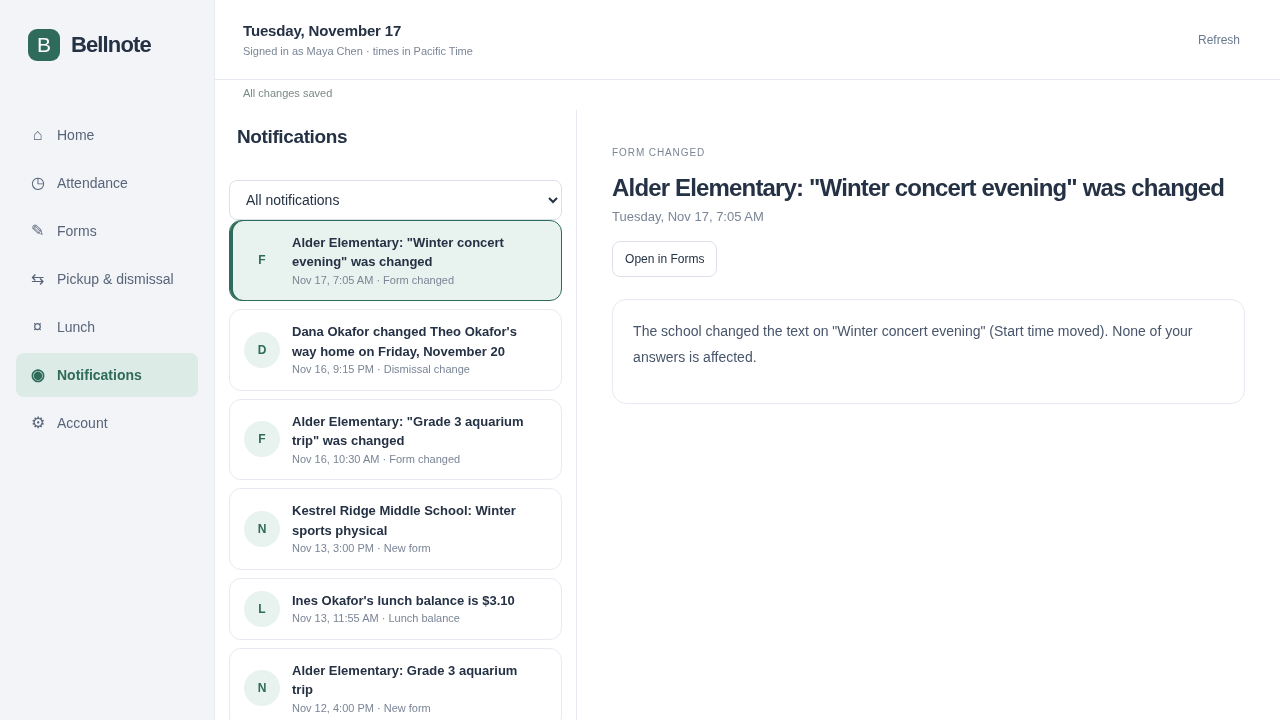 B Bellnote
Home
Attendance
Forms
Pickup & dismissal
Lunch
Notifications
Account
Tuesday, November 17
Signed in as Maya Chen · times in Pacific Time
Refresh
All changes saved
Notifications
All notifications
F
Alder Elementary: "Winter concert
evening" was changed
Nov 17, 7:05 AM · Form changed
D
Dana Okafor changed Theo Okafor's
way home on Friday, November 20
Nov 16, 9:15 PM · Dismissal change
F
Alder Elementary: "Grade 3 aquarium
trip" was changed
Nov 16, 10:30 AM · Form changed
N
Kestrel Ridge Middle School: Winter
sports physical
Nov 13, 3:00 PM · New form
L
Ines Okafor's lunch balance is $3.10
Nov 13, 11:55 AM · Lunch balance
N
Alder Elementary: Grade 3 aquarium
trip
Nov 12, 4:00 PM · New form
FORM CHANGED
Alder Elementary: "Winter concert evening" was changed
Tuesday, Nov 17, 7:05 AM
Open in Forms
The school changed the text on "Winter concert evening" (Start time moved). None of your
answers is affected.